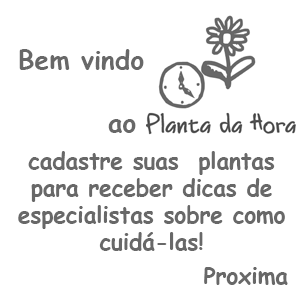 Bem vindo
ao Planta da Hora
cadastre suas plantas
para receber dicas de
especialistas sobre como
cuidá-las!
Proxima